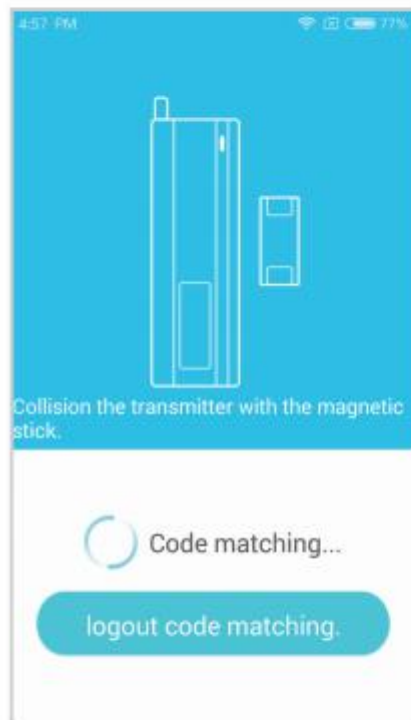 4:57 PM
77%
Collision the transmitter with the magnetic
stick.
Code matching...
logout code matching.